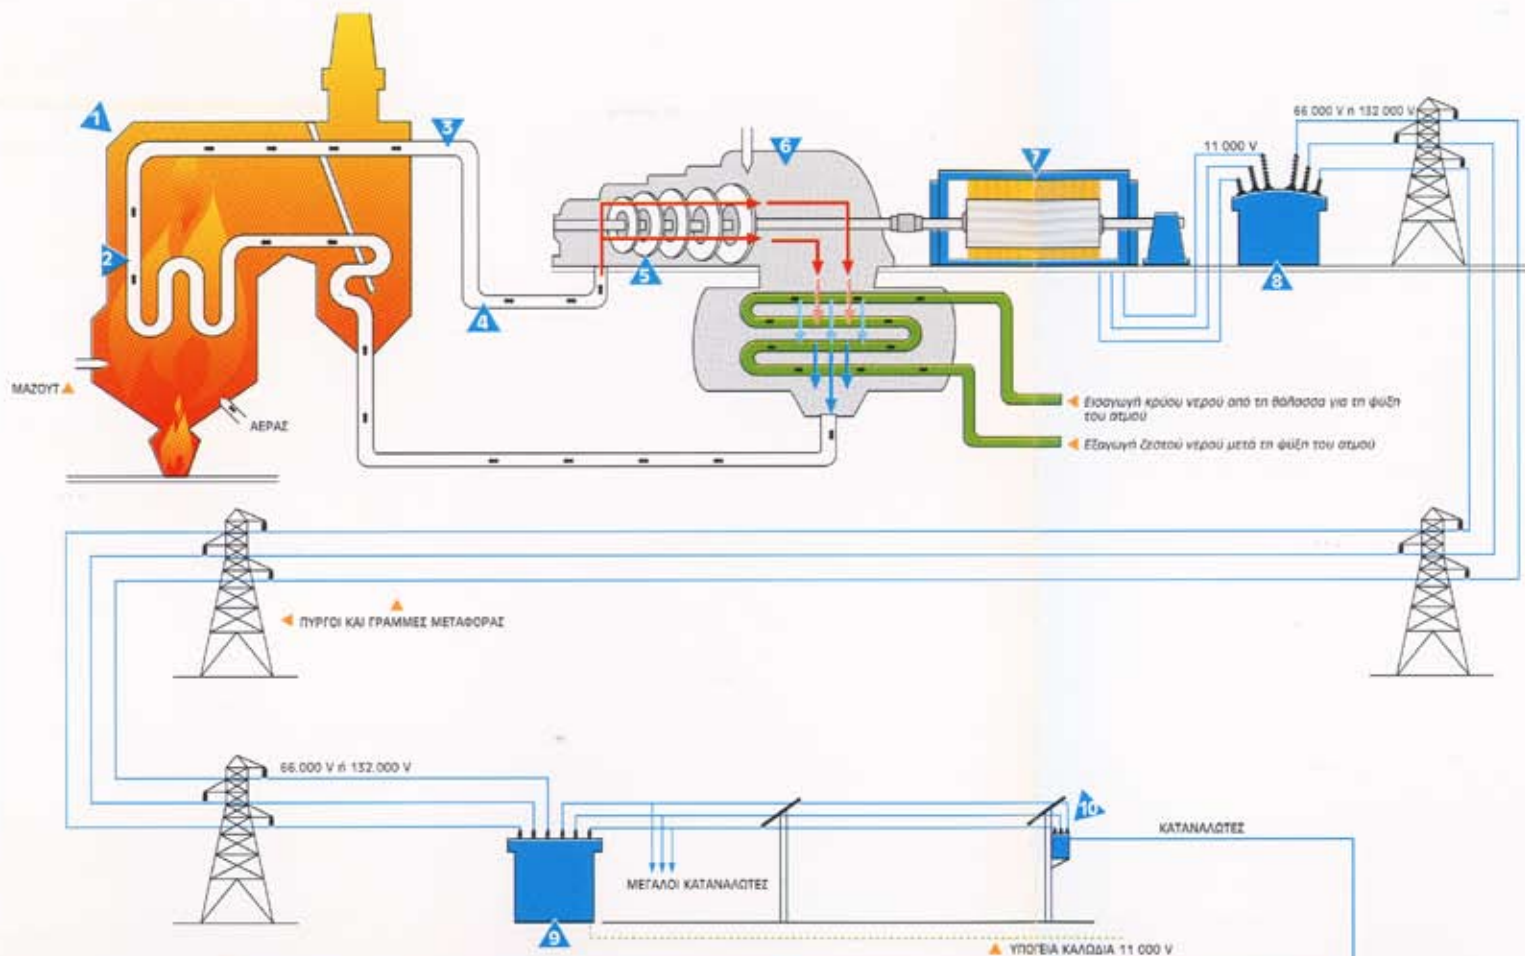 1
3
6
7
66 000 V ή 132 000 V
11 000 V
2
5
4
8
ΜΑΖΟΥΤ
ΑΕΡΑΣ
Εισαγωγή κρύου νερού από τη θάλασσα για τη ψύξη
του ατμού
Εξαγωγή ζεστού νερού μετά τη ψύξη του ατμού
ΠΥΡΓΟΙ ΚΑΙ ΓΡΑΜΜΕΣ ΜΕΤΑΦΟΡΑΣ
66.000 V ή 132.000 V
10
ΚΑΤΑΝΑΛΩΤΕΣ
ΜΕΓΑΛΟΙ ΚΑΤΑΝΑΛΩΤΕΣ
9
ΥΠΟΓΕΙΑ ΚΑΛΩΔΙΑ 11 000 V